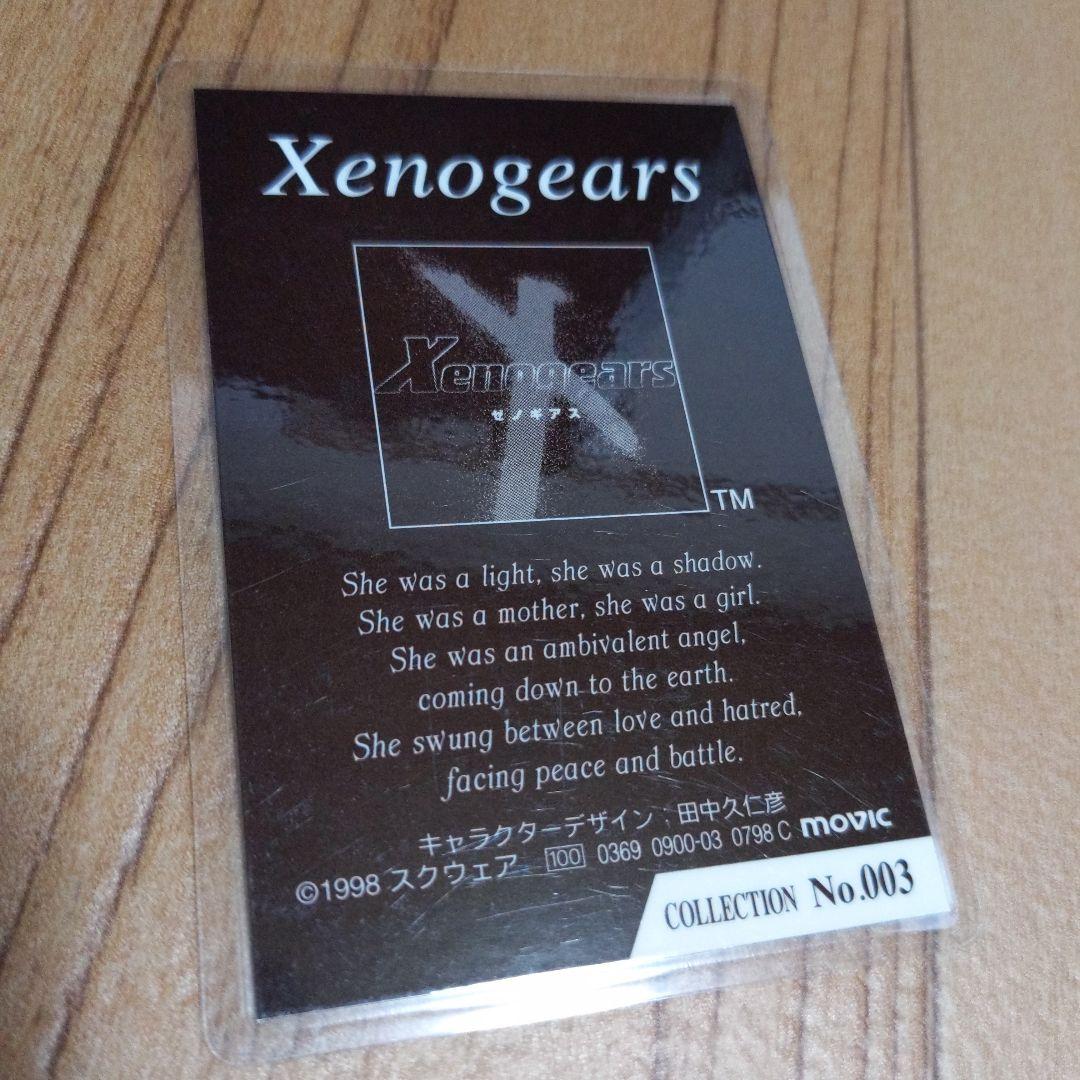 Xenogears
Xenogears
ゼノギアス
TM
She was a light, she was a shadow.
She was a mother, she was a girl.
She was an ambivalent angel,
coming down to the earth.
She swung between love and hatred,
facing peace and battle.
キャラクターデザイン：田中久仁彦
©1998 スクウェア 100 0369 0900-03 0798 C movic
COLLECTION No.003